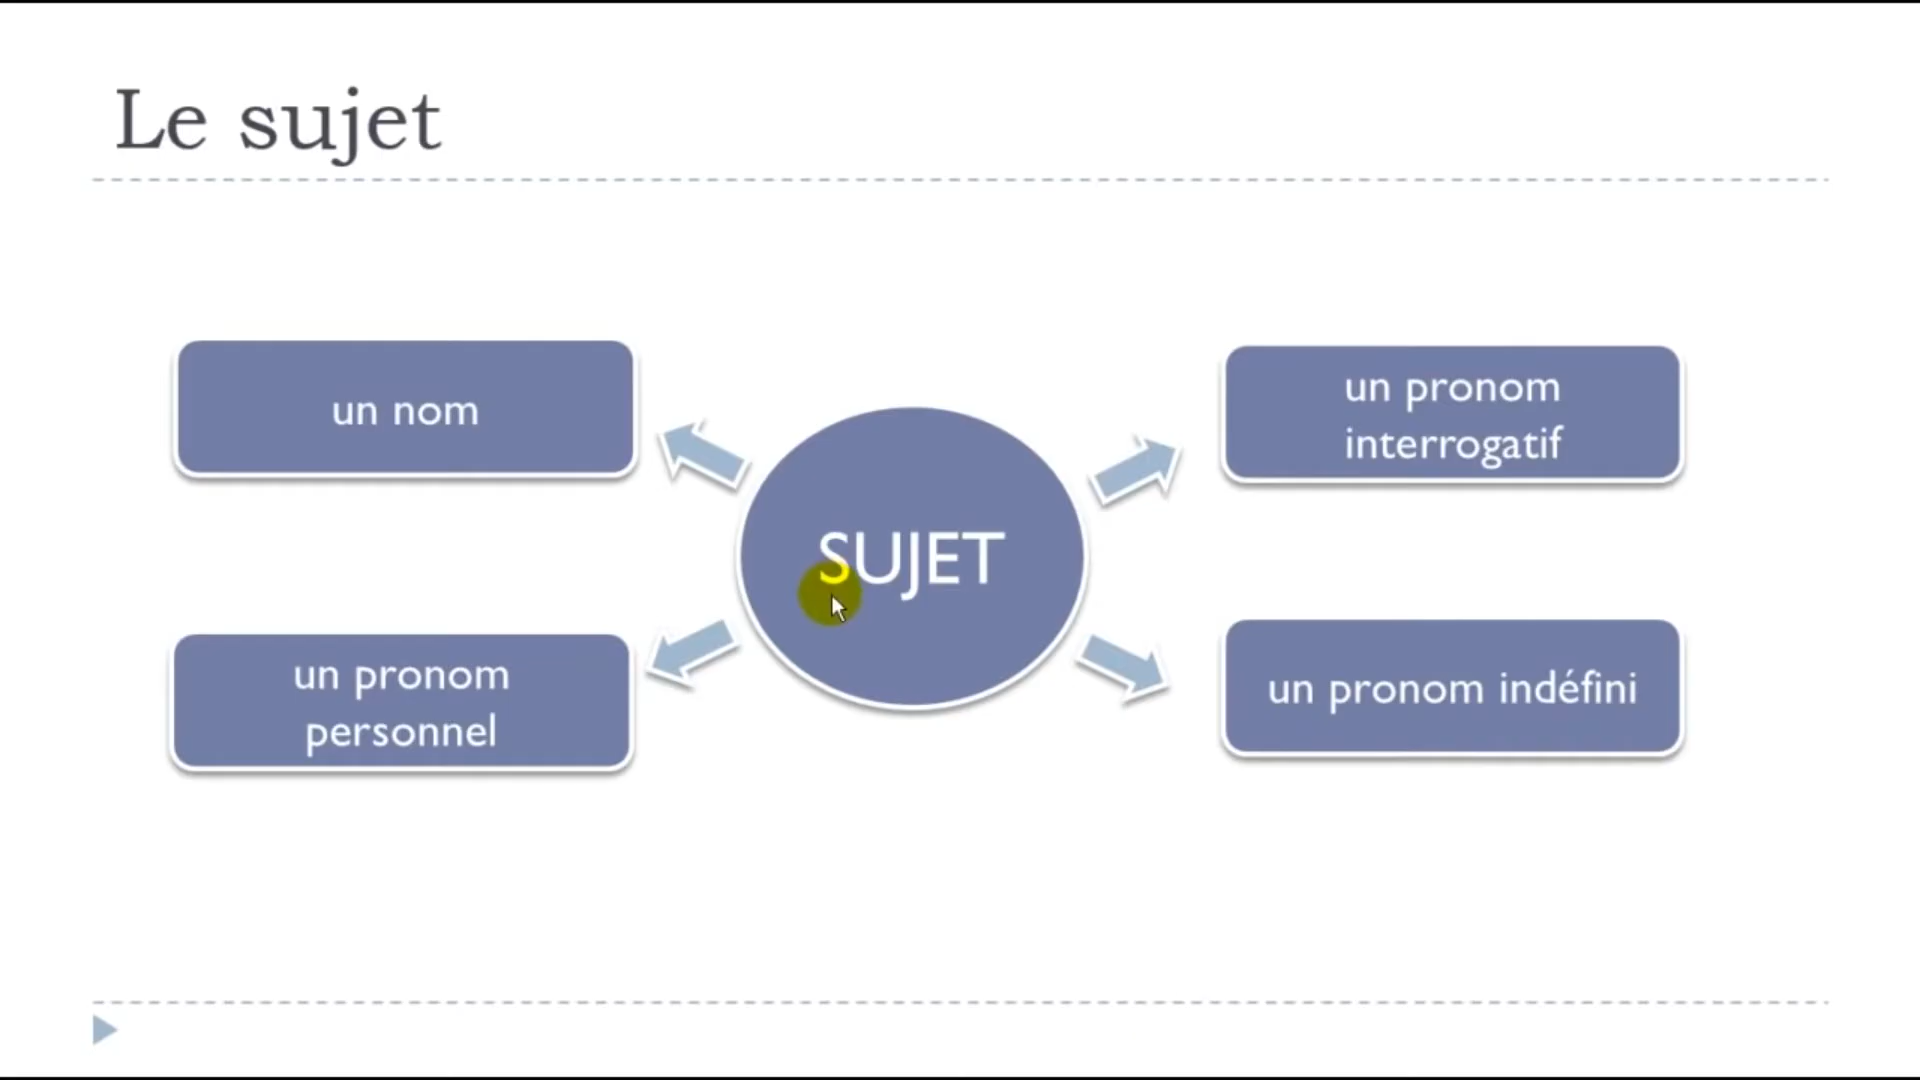 Le sujet
un nom
un pronom
interrogatif
SUJET
un pronom
personnel
un pronom indéfini